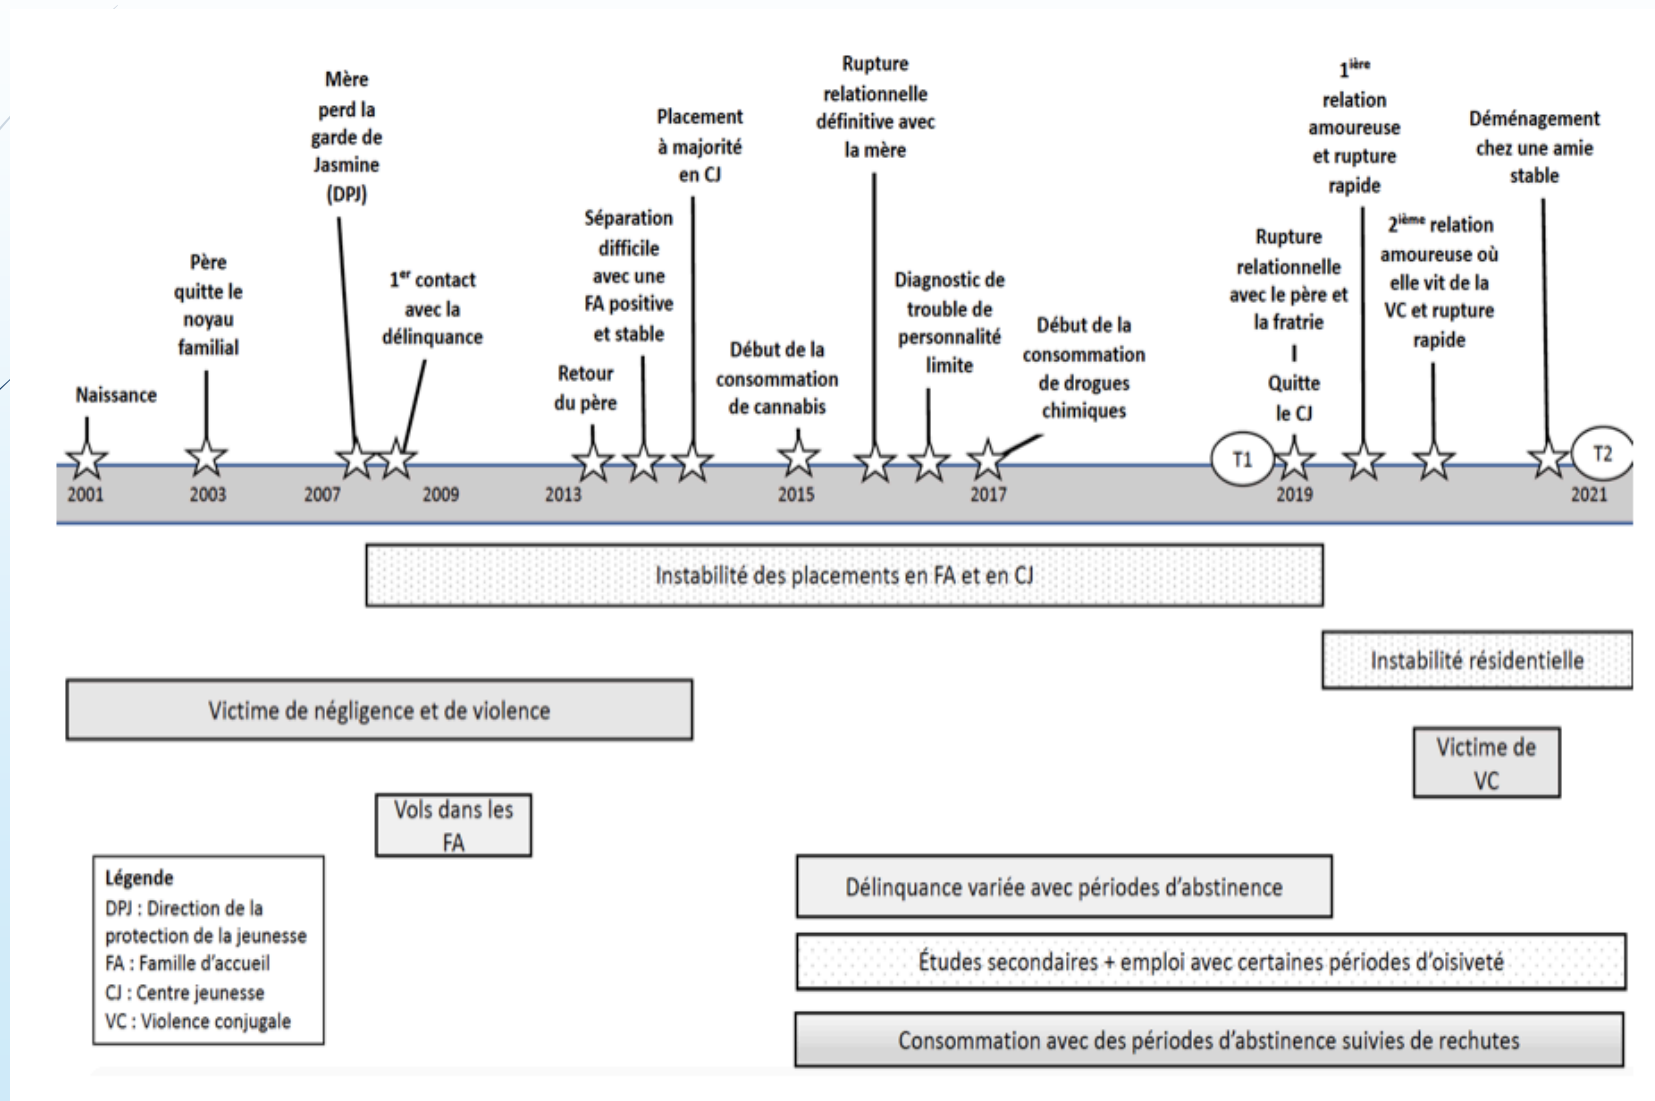 Naissance
Père
quitte le
noyau
familial
Mère
perd la
garde de
Jasmine
(DPJ)
1er contact
avec la
délinquance
Retour
du père
Séparation
difficile
avec une
FA positive
et stable
Placement
à majorité
en CJ
Début de la
consommation
de cannabis
Rupture
relationnelle
définitive avec
la mère
Diagnostic de
trouble de
personnalité
limite
Début de la
consommation
de drogues
chimiques
Rupture
relationnelle
avec le père et
la fratrie
Quitte
le CJ
1ière
relation
amoureuse
et rupture
rapide
2ième relation
amoureuse où
elle vit de la
VC et rupture
rapide
Déménagement
chez une amie
stable
T1
T2
2001
2003
2007
2009
2013
2015
2017
2019
2021
Instabilité des placements en FA et en CJ
Instabilité résidentielle
Victime de négligence et de violence
Victime de
VC
Vols dans les
FA
Délinquance variée avec périodes d'abstinence
Études secondaires + emploi avec certaines périodes d'oisiveté
Consommation avec des périodes d'abstinence suivies de rechutes
Légende
DPJ : Direction de la
protection de la jeunesse
FA : Famille d'accueil
CJ : Centre jeunesse
VC : Violence conjugale